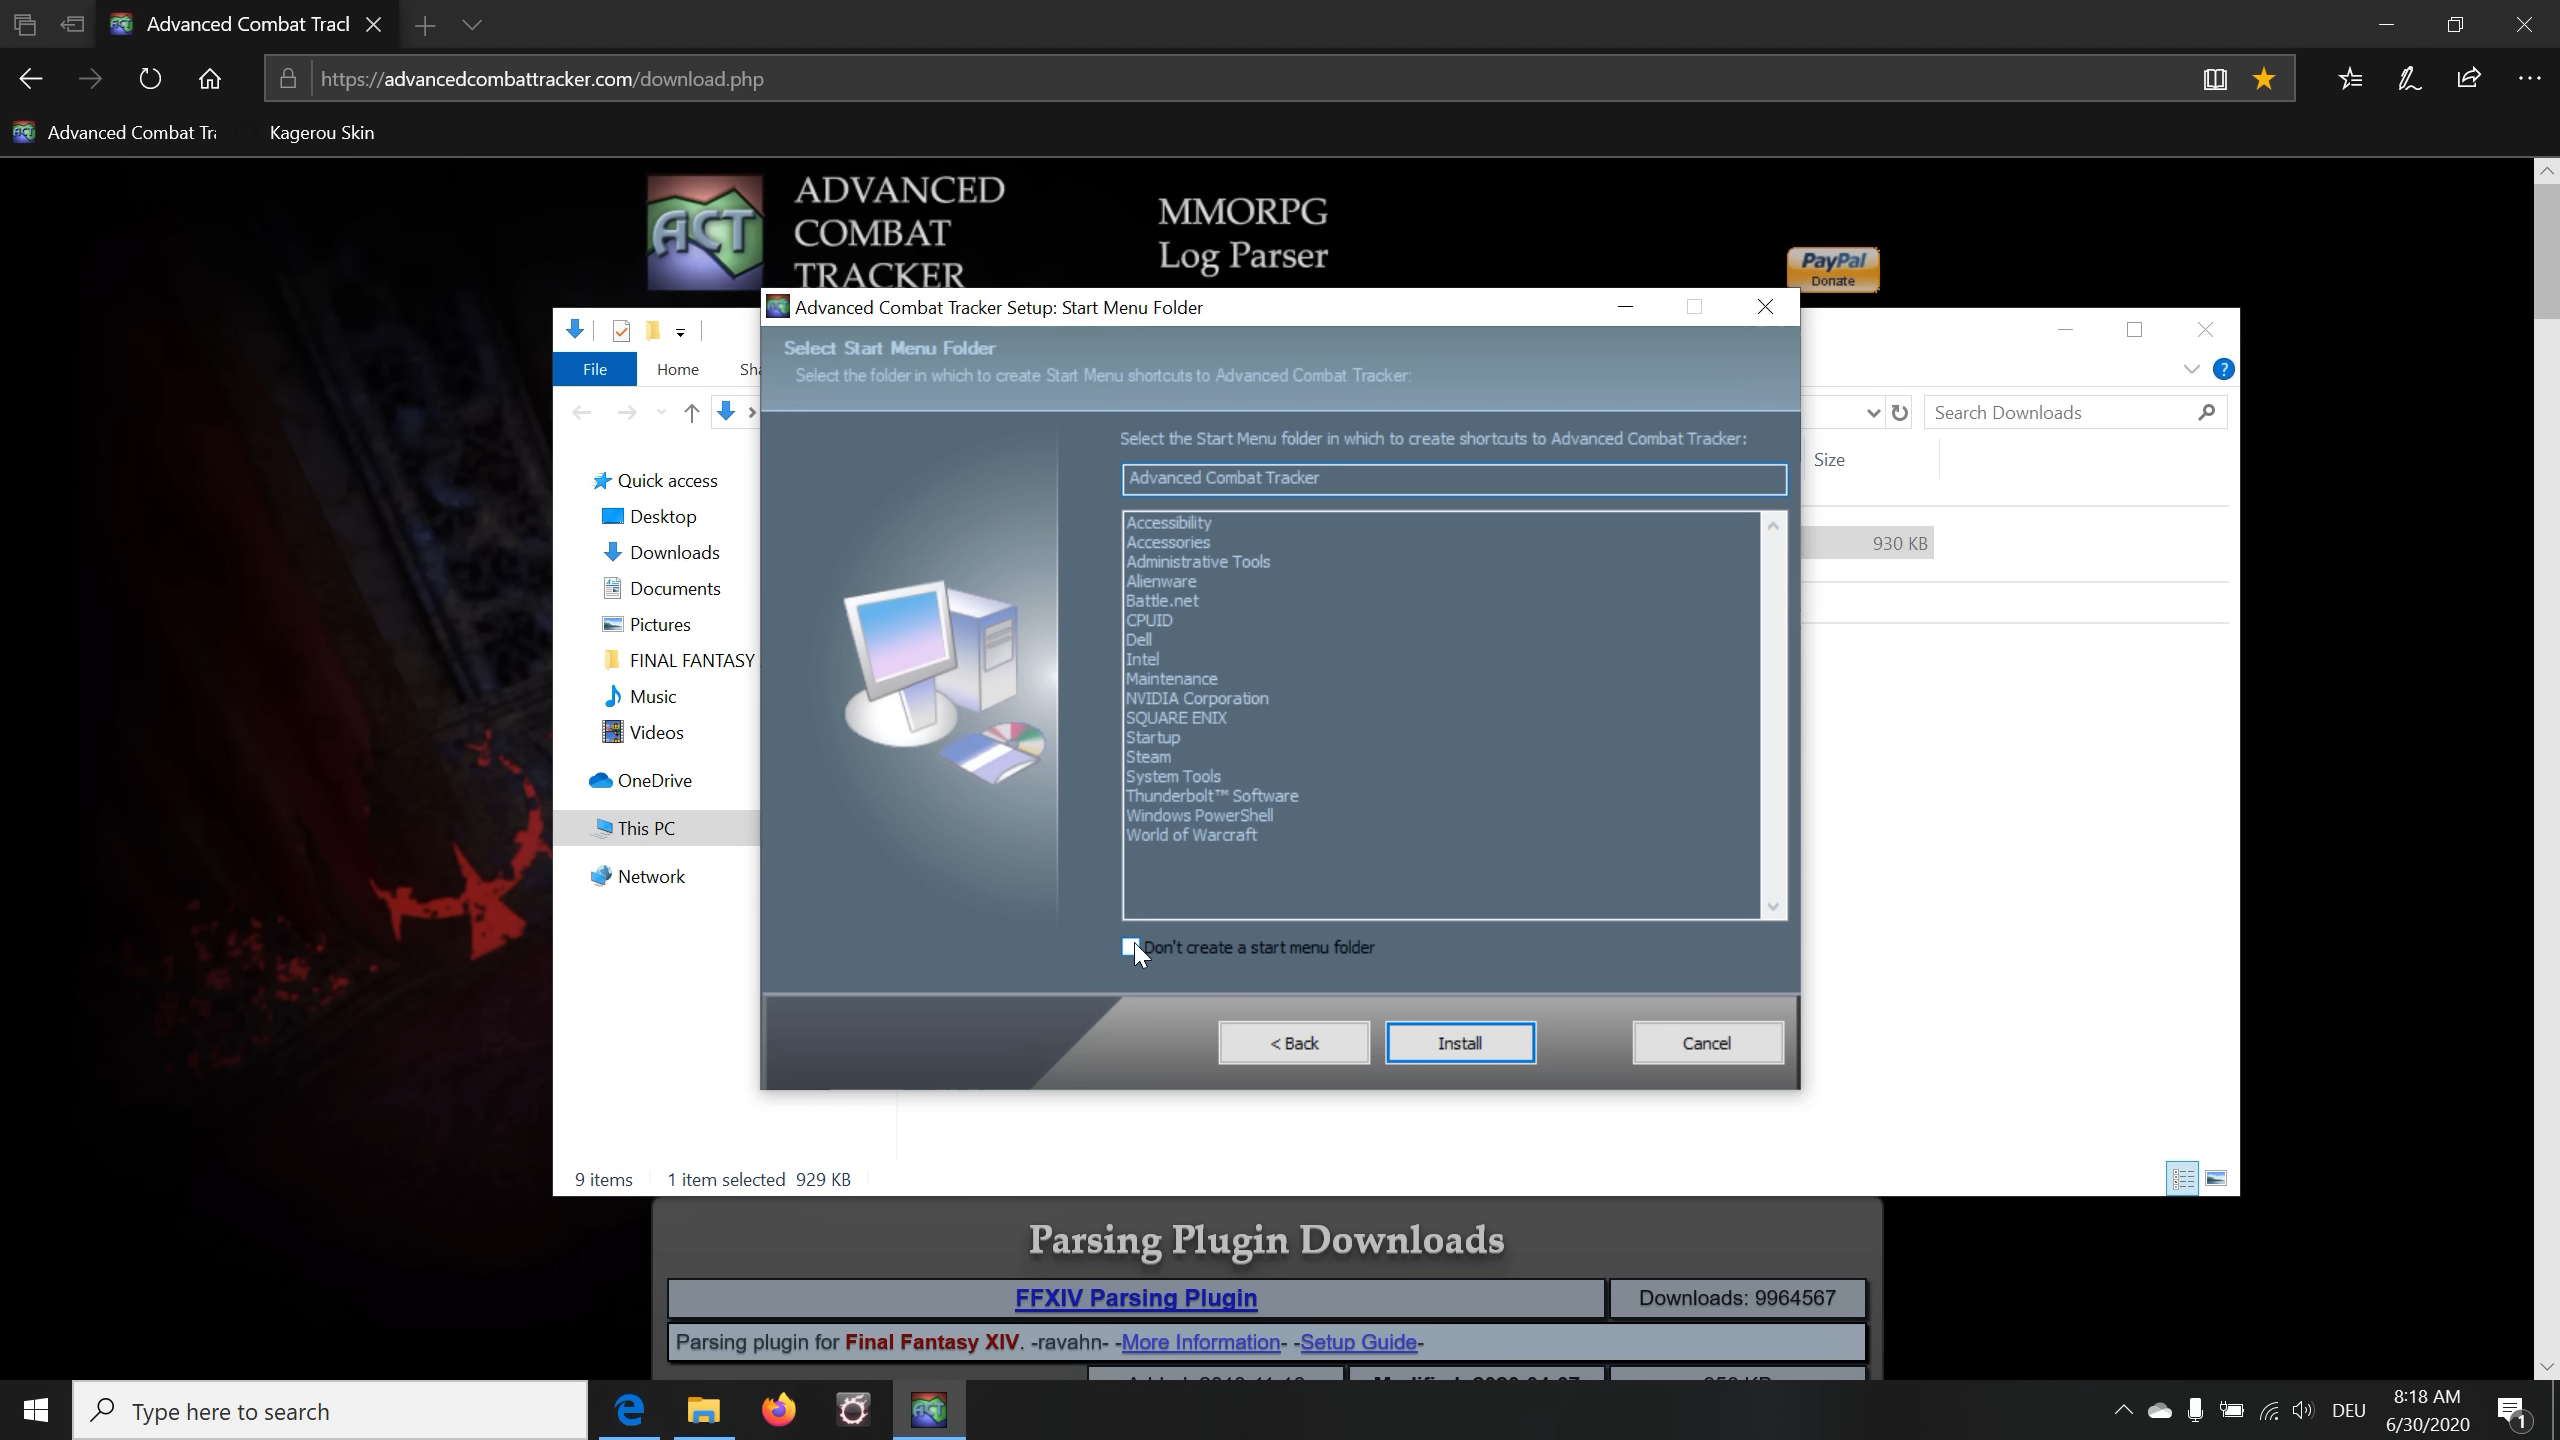 Advanced Combat Tracl
https://advancedcombattracker.com/download.php
Advanced Combat Tra
Kagerou Skin
ACT
ADVANCED
COMBAT
TRACKER
MMORPG
Log Parser
PayPal
Donate
Advanced Combat Tracker Setup: Start Menu Folder
Select Start Menu Folder
Select the folder in which to create Start Menu shortcuts to Advanced Combat Tracker:
File
Home
Sha
Search Downloads
Select the Start Menu folder in which to create shortcuts to Advanced Combat Tracker:
Size
Advanced Combat Tracker
930 KB
Quick access
Desktop
Downloads
Documents
Pictures
FINAL FANTASY
Music
Videos
OneDrive
This PC
Network
Accessibility
Accessories
Administrative Tools
Alienware
Battle.net
CPUID
Dell
Intel
Maintenance
NVIDIA Corporation
SQUARE ENIX
Startup
Steam
System Tools
Thunderbolt™ Software
Windows PowerShell
World of Warcraft
Don't create a start menu folder
< Back
Install
Cancel
9 items
1 item selected 929 KB
Parsing Plugin Downloads
FFXIV Parsing Plugin
Downloads: 9964567
Parsing plugin for Final Fantasy XIV. -ravahn- -More Information- -Setup Guide-
Type here to search
DEU
8:18 AM
6/30/2020
1